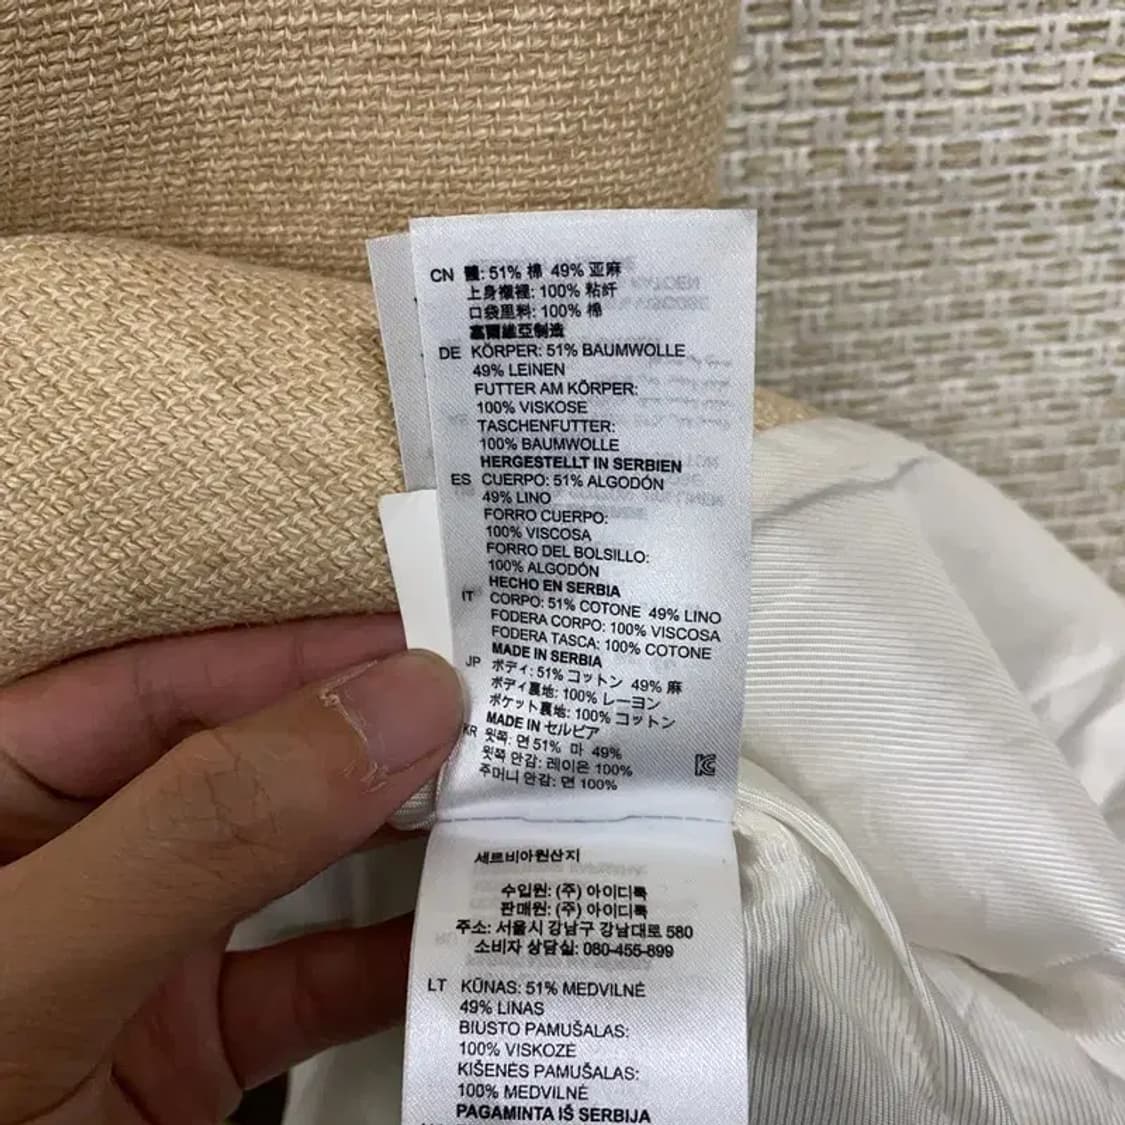 CN 體: 51% 棉 49% 亚麻
上身襯裡: 100% 粘纤
口袋里料: 100% 棉
塞爾維亞制造
DE KÖRPER: 51% BAUMWOLLE
49% LEINEN
FUTTER AM KÖRPER:
100% VISKOSE
TASCHENFUTTER:
100% BAUMWOLLE
HERGESTELLT IN SERBIEN
ES CUERPO: 51% ALGODÓN
49% LINO
FORRO CUERPO:
100% VISCOSA
FORRO DEL BOLSILLO:
100% ALGODÓN
HECHO EN SERBIA
IT CORPO: 51% COTONE 49% LINO
FODERA CORPO: 100% VISCOSA
FODERA TASCA: 100% COTONE
MADE IN SERBIA
JP ボディ: 51% コットン 49% 麻
ボディ裏地: 100% レーヨン
ポケット裏地: 100% コットン
MADE IN セルビア
KR 윗쪽: 면 51% 마 49%
윗쪽 안감: 레이온 100%
주머니 안감: 면 100%
세르비아원산지
수입원: (주) 아이디룩
판매원: (주) 아이디룩
주소: 서울시 강남구 강남대로 580
소비자 상담실: 080-455-899
LT KŪNAS: 51% MEDVILNĖ
49% LINAS
BIUSTO PAMUŠALAS:
100% VISKOZĖ
KIŠENĖS PAMUŠALAS:
100% MEDVILNĖ
PAGAMINTA IŠ SERBIJA